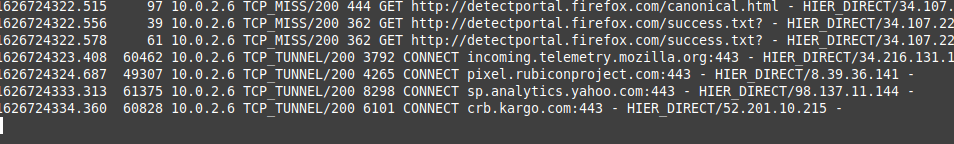 1626724322.515     97 10.0.2.6 TCP_MISS/200 444 GET http://detectportal.firefox.com/canonical.html - HIER_DIRECT/34.107.
1626724322.556     39 10.0.2.6 TCP_MISS/200 362 GET http://detectportal.firefox.com/success.txt? - HIER_DIRECT/34.107.22
1626724322.578     61 10.0.2.6 TCP_MISS/200 362 GET http://detectportal.firefox.com/success.txt? - HIER_DIRECT/34.107.22
1626724323.408  60462 10.0.2.6 TCP_TUNNEL/200 3792 CONNECT incoming.telemetry.mozilla.org:443 - HIER_DIRECT/34.216.131.1
1626724324.687  49307 10.0.2.6 TCP_TUNNEL/200 4265 CONNECT pixel.rubiconproject.com:443 - HIER_DIRECT/8.39.36.141 -
1626724333.313  61375 10.0.2.6 TCP_TUNNEL/200 8298 CONNECT sp.analytics.yahoo.com:443 - HIER_DIRECT/98.137.11.144 -
1626724334.360  60828 10.0.2.6 TCP_TUNNEL/200 6101 CONNECT crb.kargo.com:443 - HIER_DIRECT/52.201.10.215 -